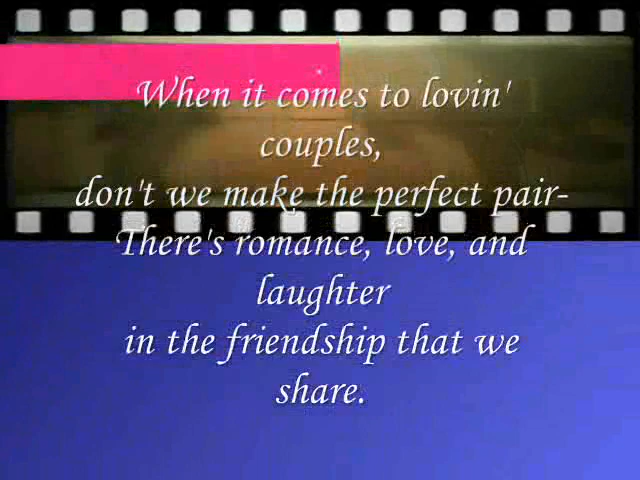 When it comes to lovin'
couples,
don't we make the perfect pair-
There's romance, love, and
laughter
in the friendship that we
share.